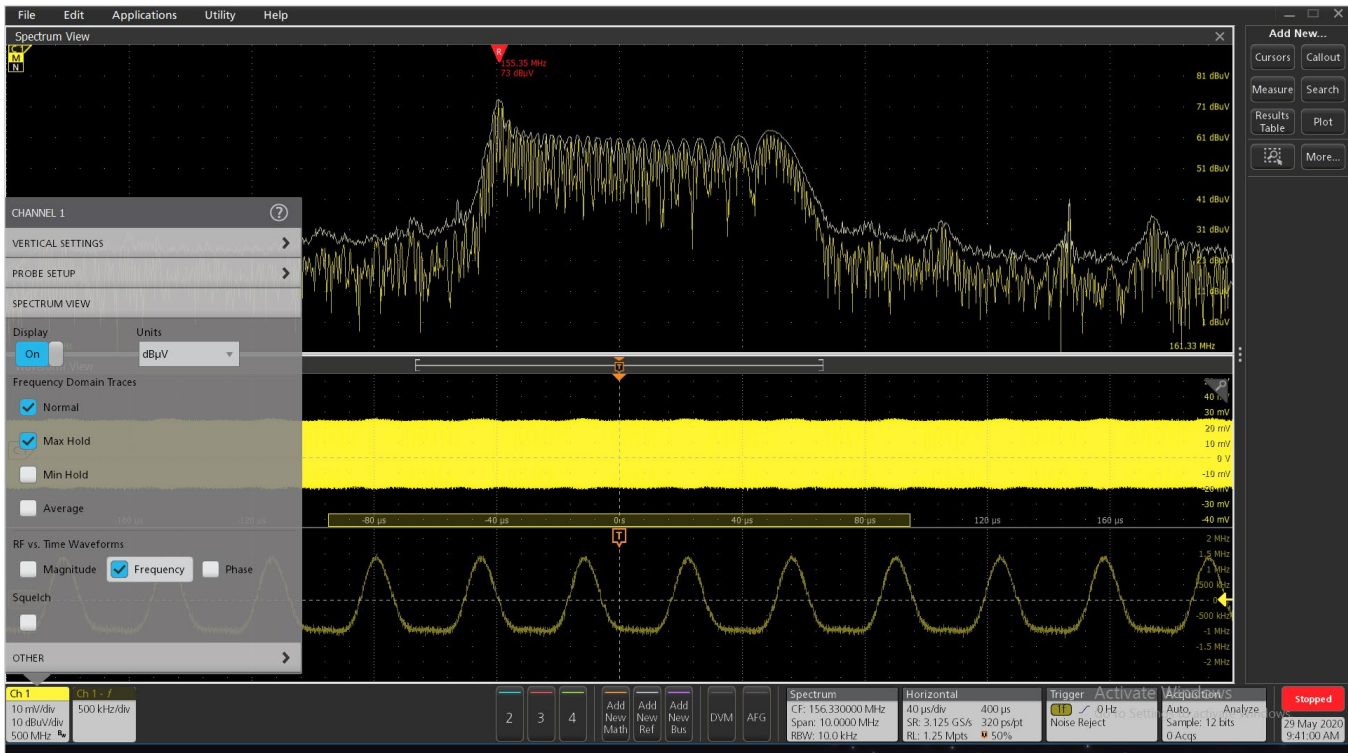 File Edit Applications Utility Help
Spectrum View
Add New...
Cursors Callout
Measure Search
Results Table Plot
More...
C
M
N
R
155.35 MHz
73 dBµV
81 dBuV
71 dBuV
61 dBuV
51 dBuV
41 dBuV
31 dBuV
21 dBuV
11 dBuV
1 dBuV
161.33 MHz
CHANNEL 1 ?
VERTICAL SETTINGS
PROBE SETUP
SPECTRUM VIEW
Display Units
On dBµV
Waveform View
Frequency Domain Traces
Normal
Max Hold
Min Hold
Average
RF vs. Time Waveforms
Magnitude Frequency Phase
Squelch
OTHER
T
40 mV
30 mV
20 mV
10 mV
0 V
-10 mV
-20 mV
-30 mV
-40 mV
-80 µs -40 µs 0 s 40 µs 80 µs 120 µs 160 µs
T
2 MHz
1.5 MHz
1 MHz
500 kHz
0
-500 kHz
-1 MHz
-1.5 MHz
-2 MHz
Ch 1
10 mV/div
10 dBuV/div
500 MHz
Ch 1 - f
500 kHz/div
2 3 4
Add New Math
Add New Ref
Add New Bus
DVM AFG
Spectrum
CF: 156.330000 MHz
Span: 10.0000 MHz
RBW: 10.0 kHz
Horizontal
40 µs/div 400 µs
SR: 3.125 GS/s 320 ps/pt
RL: 1.25 Mpts 50%
Trigger
1f 0 Hz
Noise Reject
Acquisition
Auto, Analyze
Sample: 12 bits
0 Acqs
Activate Windows
Stopped
29 May 2020
9:41:00 AM